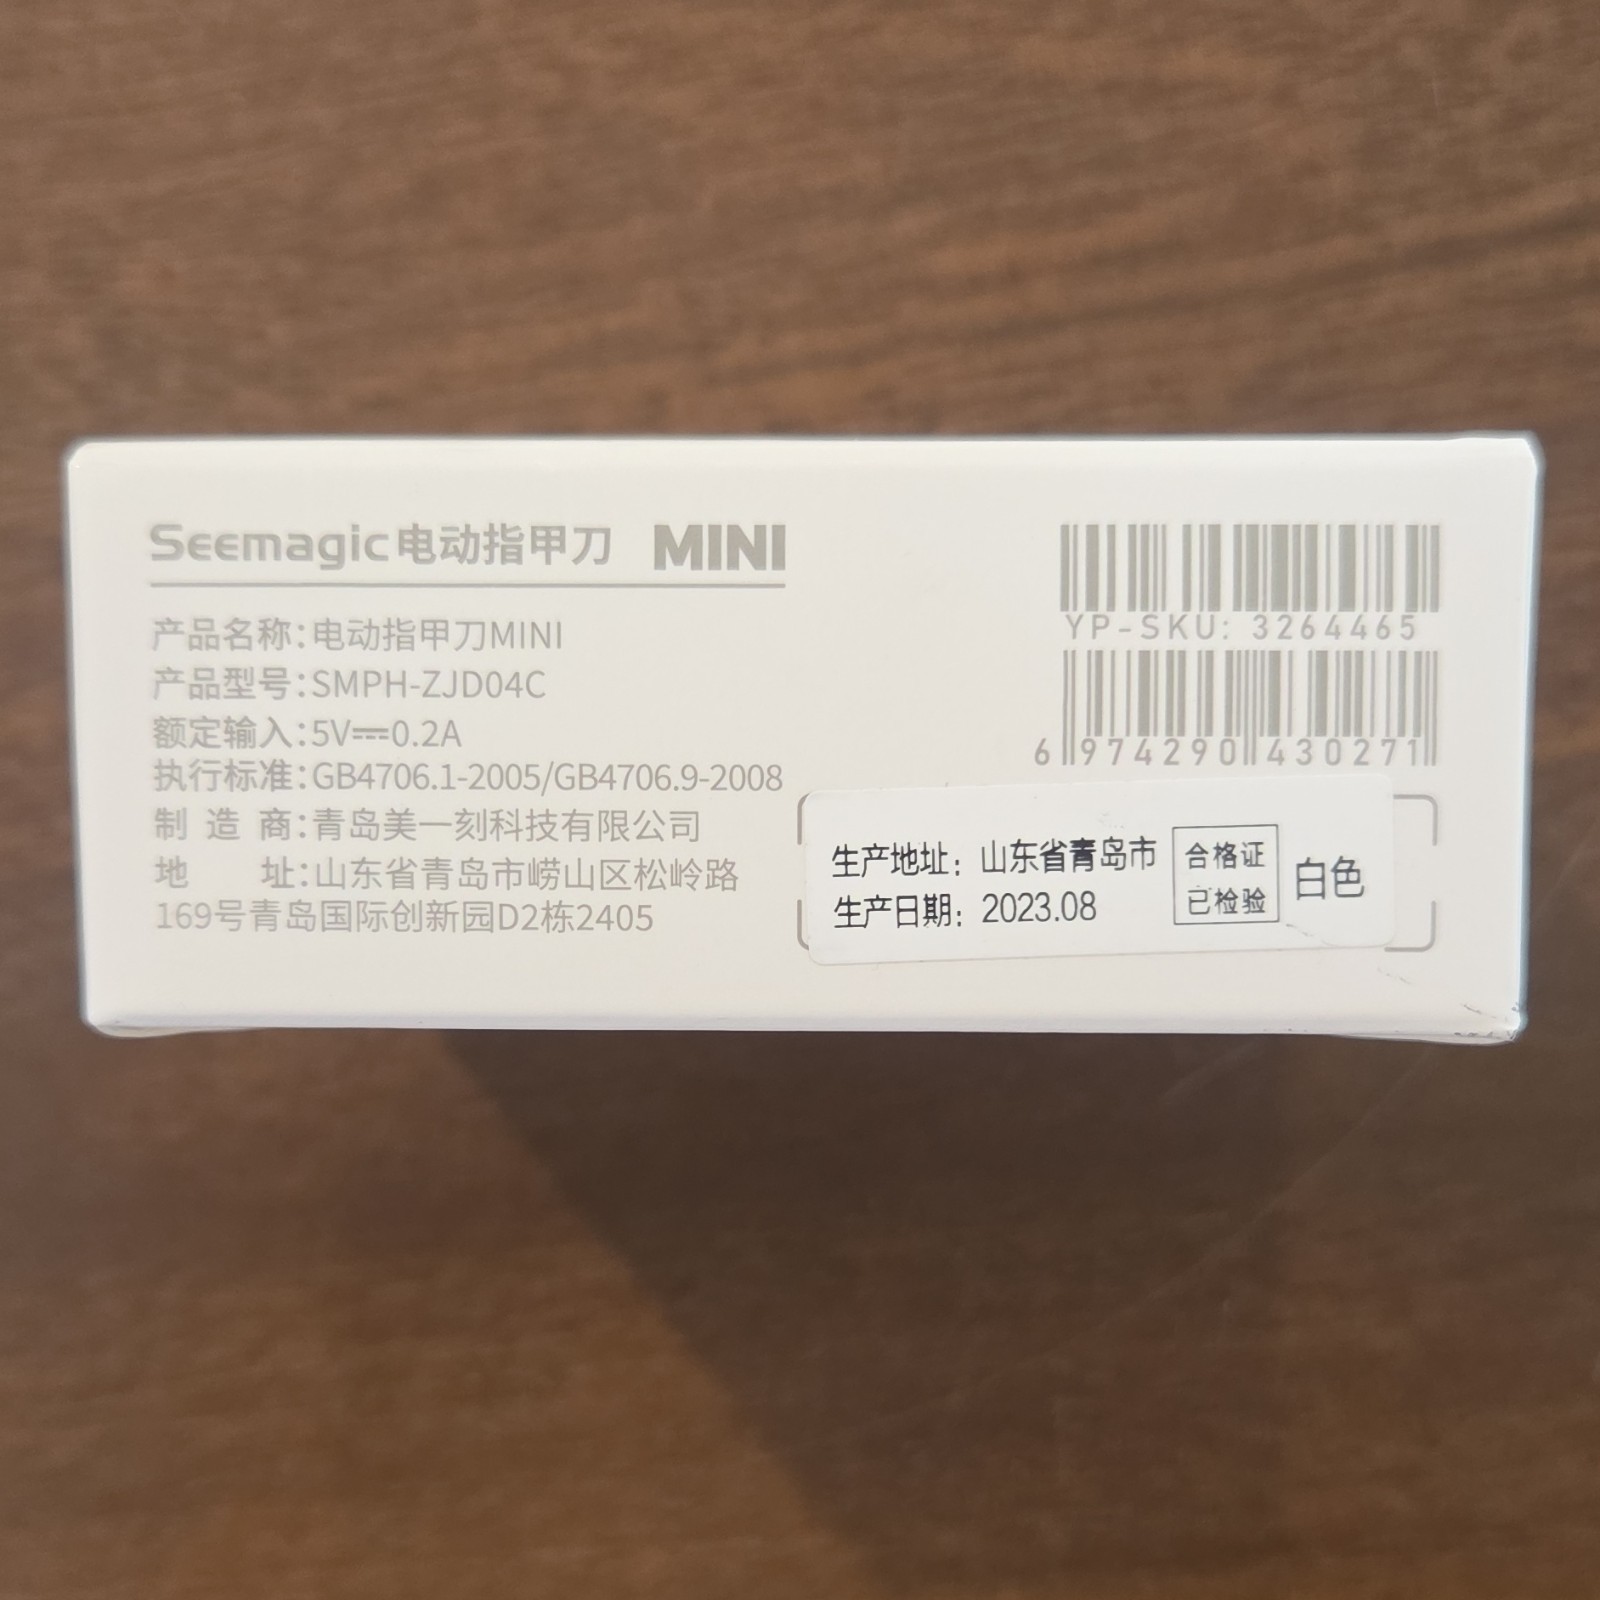 Seemagic电动指甲刀 MINI
产品名称:电动指甲刀MINI
产品型号:SMPH-ZJD04C
额定输入:5V⎓0.2A
执行标准:GB4706.1-2005/GB4706.9-2008
制 造 商:青岛美一刻科技有限公司
地 址:山东省青岛市崂山区松岭路
169号青岛国际创新园D2栋2405
YP-SKU: 3264465
6 974290 430271
生产地址: 山东省青岛市
生产日期: 2023.08
合格证
已检验
白色